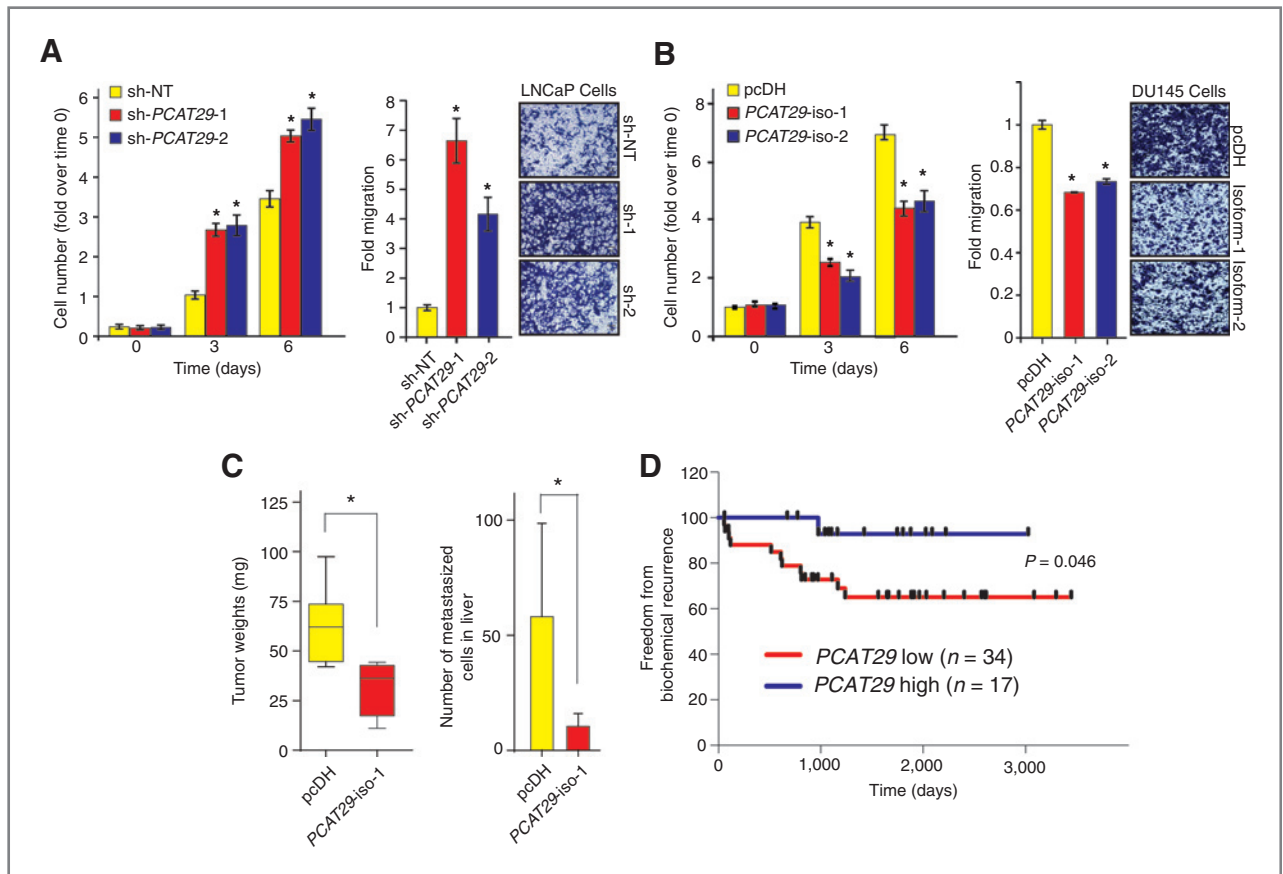 A
sh-NT
sh-PCAT29-1
sh-PCAT29-2
Cell number (fold over time 0)
6
5
4
3
2
1
0
* * * *
0 3 6
Time (days)
Fold migration
8
7
6
5
4
3
2
1
0
* *
sh-NT
sh-PCAT29-1
sh-PCAT29-2
LNCaP Cells
sh-NT
sh-1
sh-2
B
pcDH
PCAT29-iso-1
PCAT29-iso-2
Cell number (fold over time 0)
8
6
4
2
0
* * * *
0 3 6
Time (days)
Fold migration
1
0.8
0.6
0.4
0.2
0
* *
pcDH
PCAT29-iso-1
PCAT29-iso-2
DU145 Cells
pcDH
Isoform-1
Isoform-2
C
Tumor weights (mg)
125
100
75
50
25
0
*
pcDH
PCAT29-iso-1
Number of metastasized
cells in liver
100
50
0
*
pcDH
PCAT29-iso-1
D
Freedom from
biochemical recurrence
120
100
80
60
40
20
0
P = 0.046
PCAT29 low (n = 34)
PCAT29 high (n = 17)
0 1,000 2,000 3,000
Time (days)